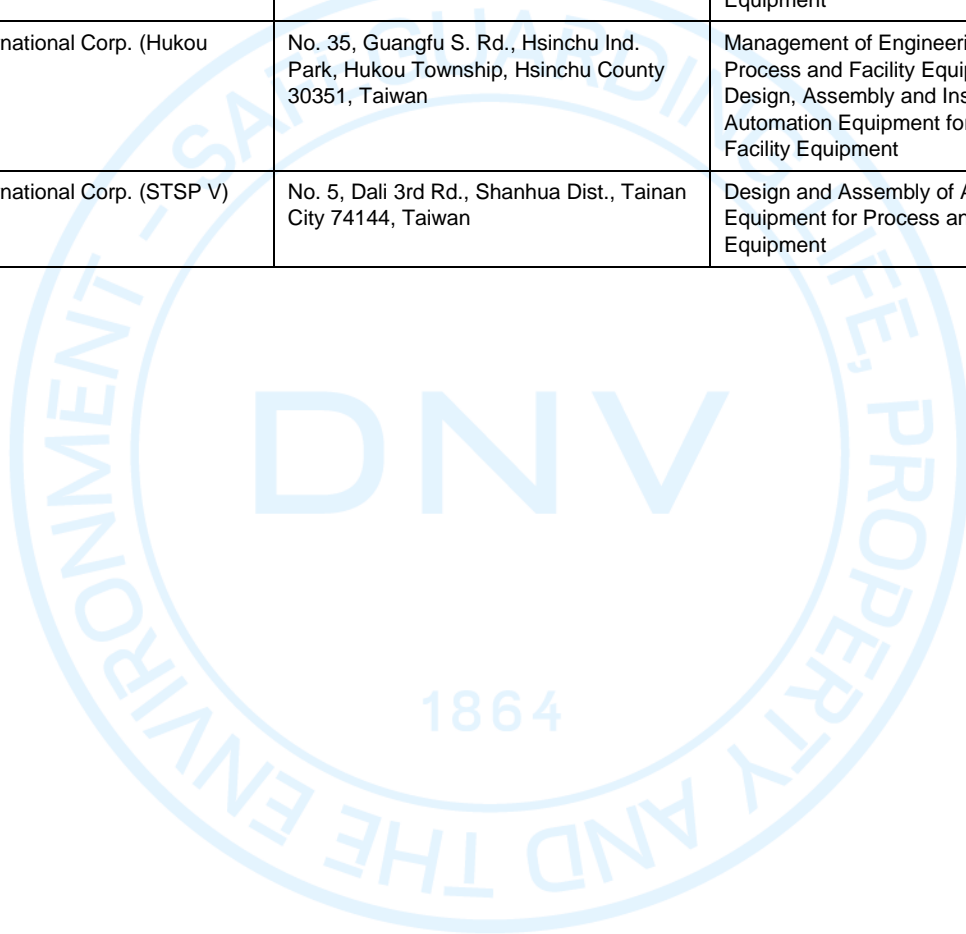 Equipment
national Corp. (Hukou
No. 35, Guangfu S. Rd., Hsinchu Ind.
Park, Hukou Township, Hsinchu County
30351, Taiwan
Management of Engineeri
Process and Facility Equi
Design, Assembly and Ins
Automation Equipment fo
Facility Equipment
national Corp. (STSP V)
No. 5, Dali 3rd Rd., Shanhua Dist., Tainan
City 74144, Taiwan
Design and Assembly of A
Equipment for Process an
Equipment
SAFEGUARDING LIFE, PROPERTY AND THE ENVIRONMENT –
DNV
1864